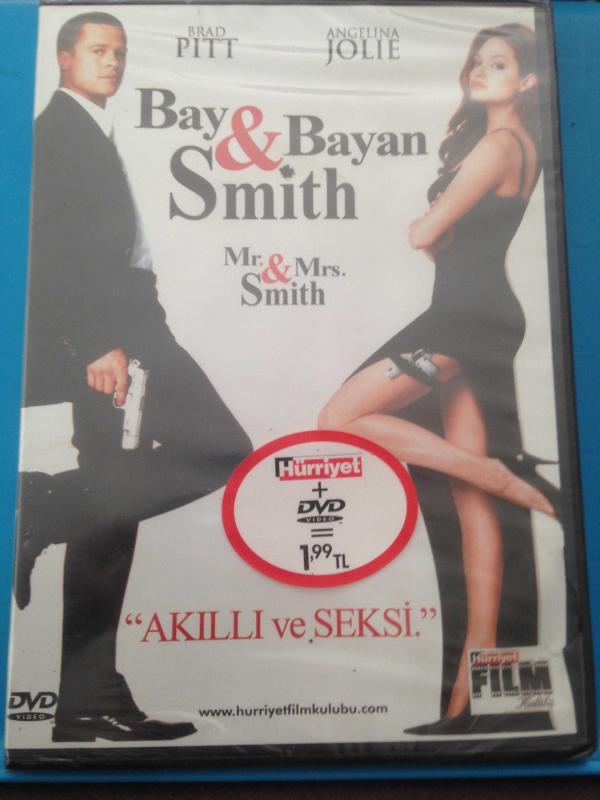 BRAD
PITT
ANGELINA
JOLIE
Bay & Bayan
Smith
Mr. & Mrs.
Smith
Hürriyet
+
DVD
VIDEO
=
1,99 TL
“AKILLI ve SEKSİ.”
Hürriyet
FILM
Kulübü
DVD
VIDEO
www.hurriyetfilmkulubu.com